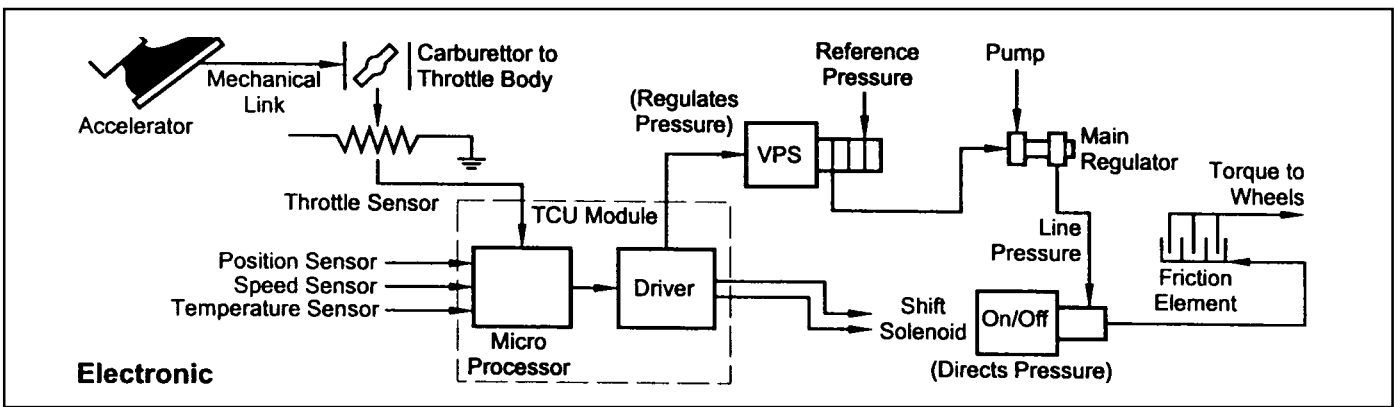 Accelerator
Mechanical
Link
Carburettor to
Throttle Body
Throttle Sensor
Position Sensor
Speed Sensor
Temperature Sensor
TCU Module
Micro
Processor
Driver
(Regulates
Pressure)
VPS
Reference
Pressure
Pump
Main
Regulator
Line
Pressure
Shift
Solenoid
On/Off
(Directs Pressure)
Friction
Element
Torque to
Wheels
Electronic